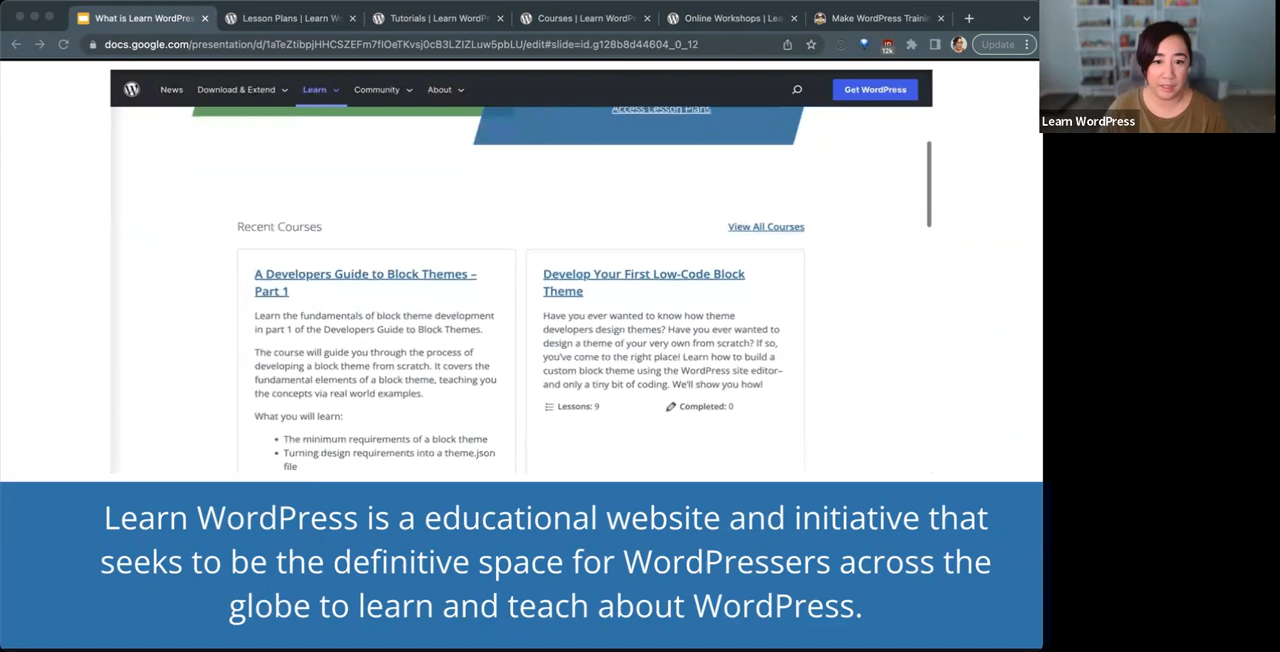 What is Learn WordPres
Lesson Plans | Learn W
Tutorials | Learn WordPr
Courses | Learn WordPr
Online Workshops | Lea
Make WordPress Trainin
docs.google.com/presentation/d/1aTeZtibpjHHCSZEFm7fIOeTKvsj0cB3LZIZLuw5pbLU/edit#slide=id.g128b8d44604_0_12
12k
Update
Learn WordPress
News
Download & Extend
Learn
Community
About
Get WordPress
Access Lesson Plans
Recent Courses
View All Courses
A Developers Guide to Block Themes –
Part 1
Learn the fundamentals of block theme development
in part 1 of the Developers Guide to Block Themes.
The course will guide you through the process of
developing a block theme from scratch. It covers the
fundamental elements of a block theme, teaching you
the concepts via real world examples.
What you will learn:
• The minimum requirements of a block theme
• Turning design requirements into a theme.json
file
Develop Your First Low-Code Block
Theme
Have you ever wanted to know how theme
developers design themes? Have you ever wanted to
design a theme of your very own from scratch? If so,
you've come to the right place! Learn how to build a
custom block theme using the WordPress site editor–
and only a tiny bit of coding. We'll show you how!
Lessons: 9
Completed: 0
Learn WordPress is a educational website and initiative that
seeks to be the definitive space for WordPressers across the
globe to learn and teach about WordPress.